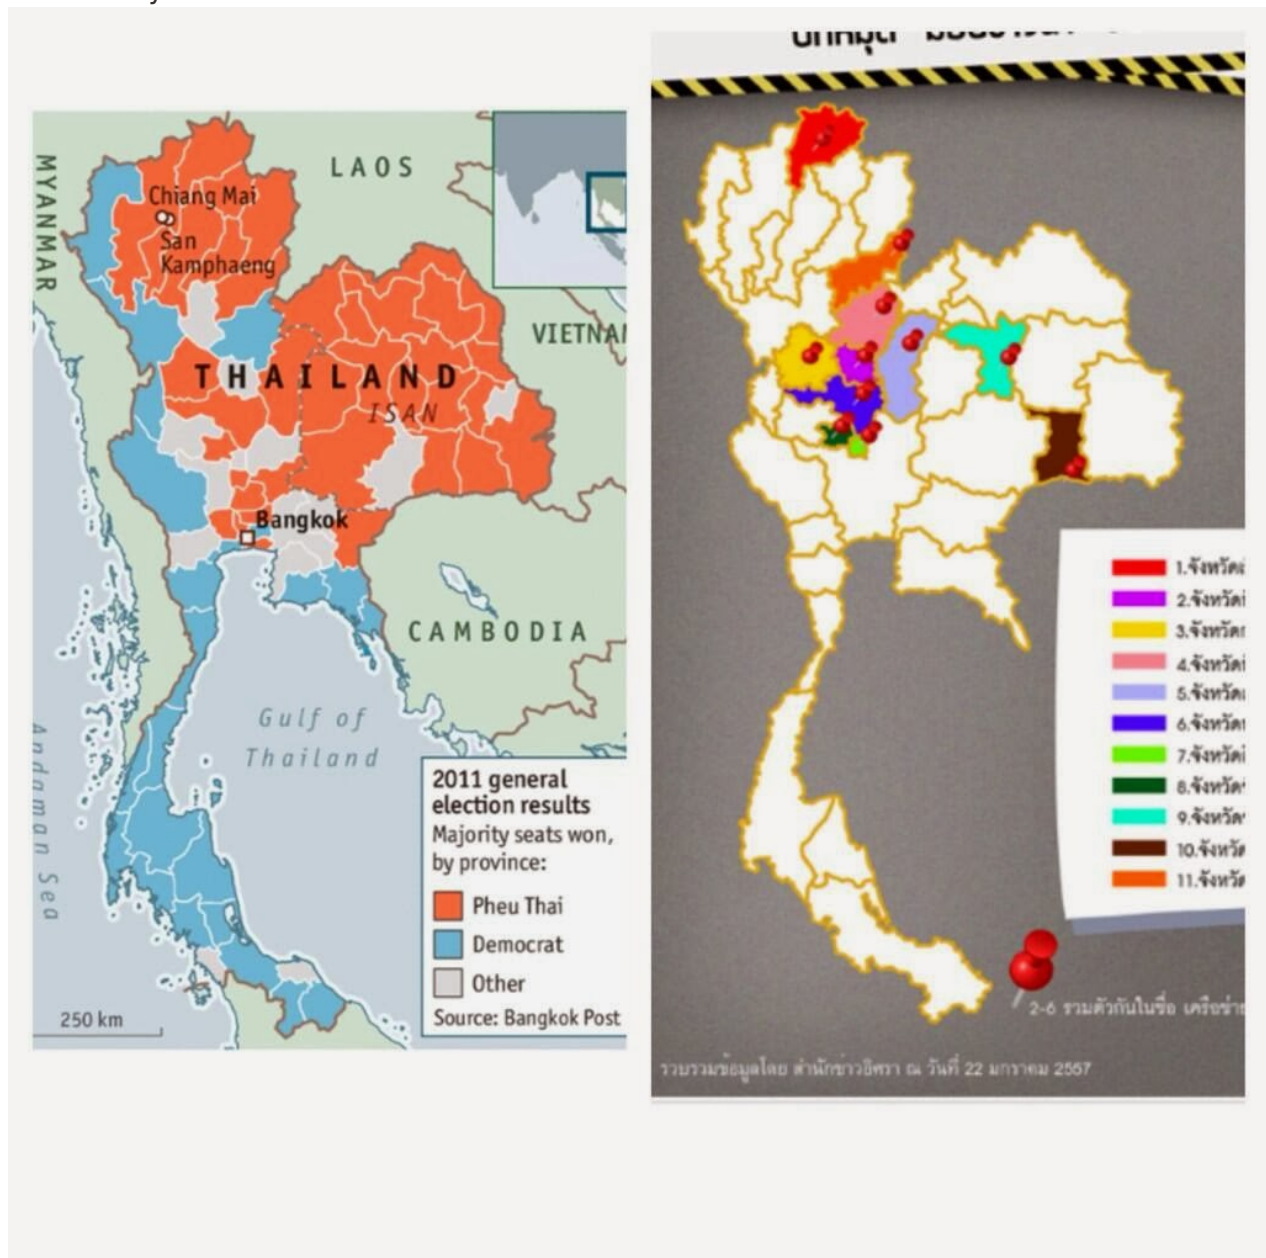 MYANMAR
LAOS
Chiang Mai
San
Kamphaeng
VIETNA
THAILAND
ISAN
Bangkok
CAMBODIA
Gulf of
Thailand
Andaman Sea
250 km
2011 general
election results
Majority seats won,
by province:
Pheu Thai
Democrat
Other
Source: Bangkok Post
1.จังหวัด
2.จังหวัด
3.จังหวัด
4.จังหวัด
5.จังหวัด
6.จังหวัด
7.จังหวัด
8.จังหวัด
9.จังหวัด
10.จังหวัด
11.จังหวัด
2-6 รวมตัวกันในชื่อ เครือข่าย
รวบรวมข้อมูลโดย สำนักข่าวอิศรา ณ วันที่ 22 มกราคม 2557